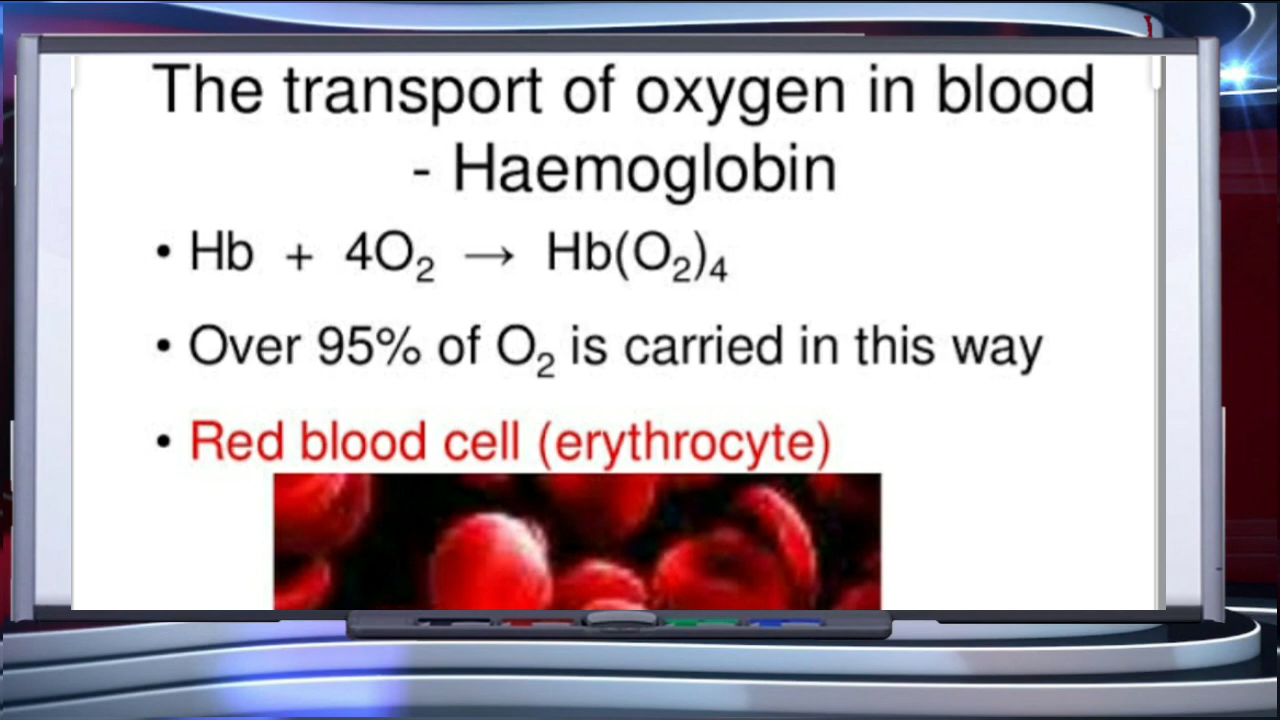 The transport of oxygen in blood
- Haemoglobin
• Hb + 4O₂ → Hb(O₂)₄
• Over 95% of O₂ is carried in this way
• Red blood cell (erythrocyte)